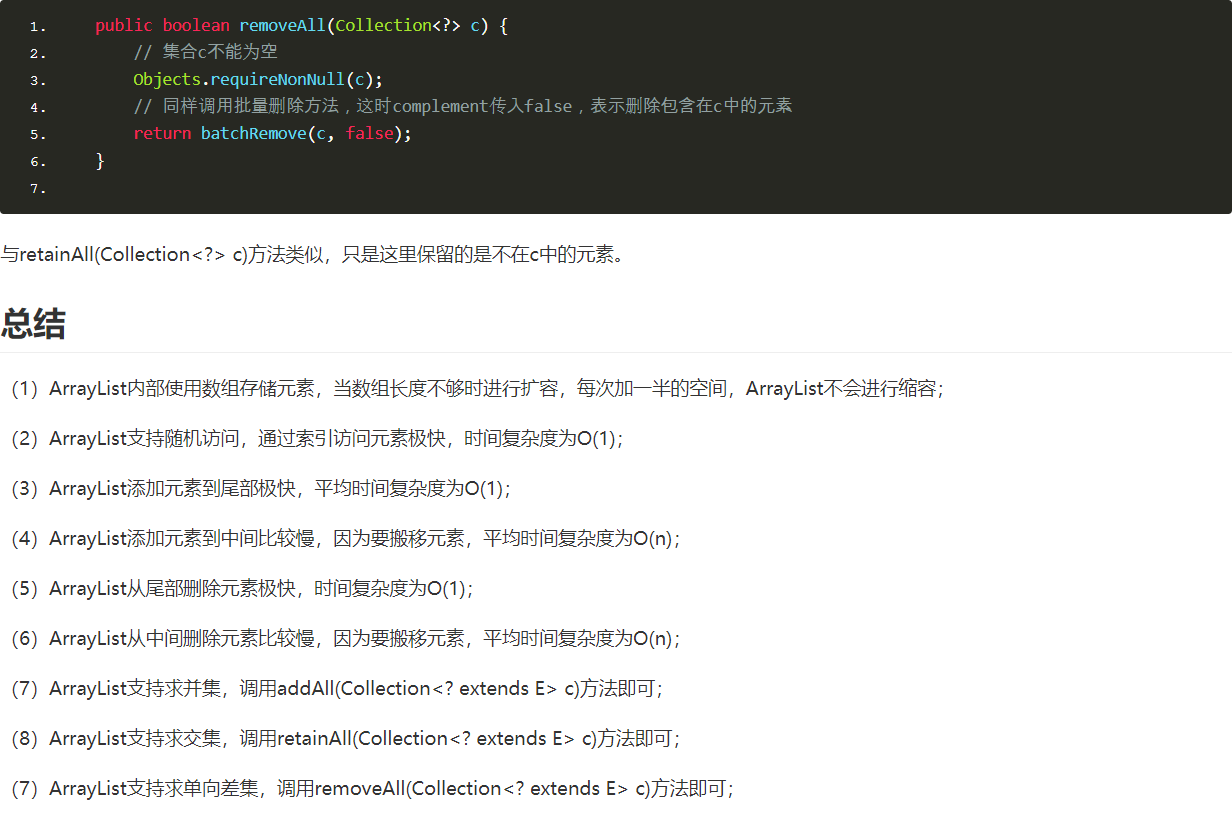 1. public boolean removeAll(Collection<?> c) {
2. // 集合c不能为空
3. Objects.requireNonNull(c);
4. // 同样调用批量删除方法，这时complement传入false，表示删除包含在c中的元素
5. return batchRemove(c, false);
6. }
7.
与retainAll(Collection<?> c)方法类似，只是这里保留的是不在c中的元素。
总结
（1）ArrayList内部使用数组存储元素，当数组长度不够时进行扩容，每次加一半的空间，ArrayList不会进行缩容；
（2）ArrayList支持随机访问，通过索引访问元素极快，时间复杂度为O(1)；
（3）ArrayList添加元素到尾部极快，平均时间复杂度为O(1)；
（4）ArrayList添加元素到中间比较慢，因为要搬移元素，平均时间复杂度为O(n)；
（5）ArrayList从尾部删除元素极快，时间复杂度为O(1)；
（6）ArrayList从中间删除元素比较慢，因为要搬移元素，平均时间复杂度为O(n)；
（7）ArrayList支持求并集，调用addAll(Collection<? extends E> c)方法即可；
（8）ArrayList支持求交集，调用retainAll(Collection<? extends E> c)方法即可；
（7）ArrayList支持求单向差集，调用removeAll(Collection<? extends E> c)方法即可；